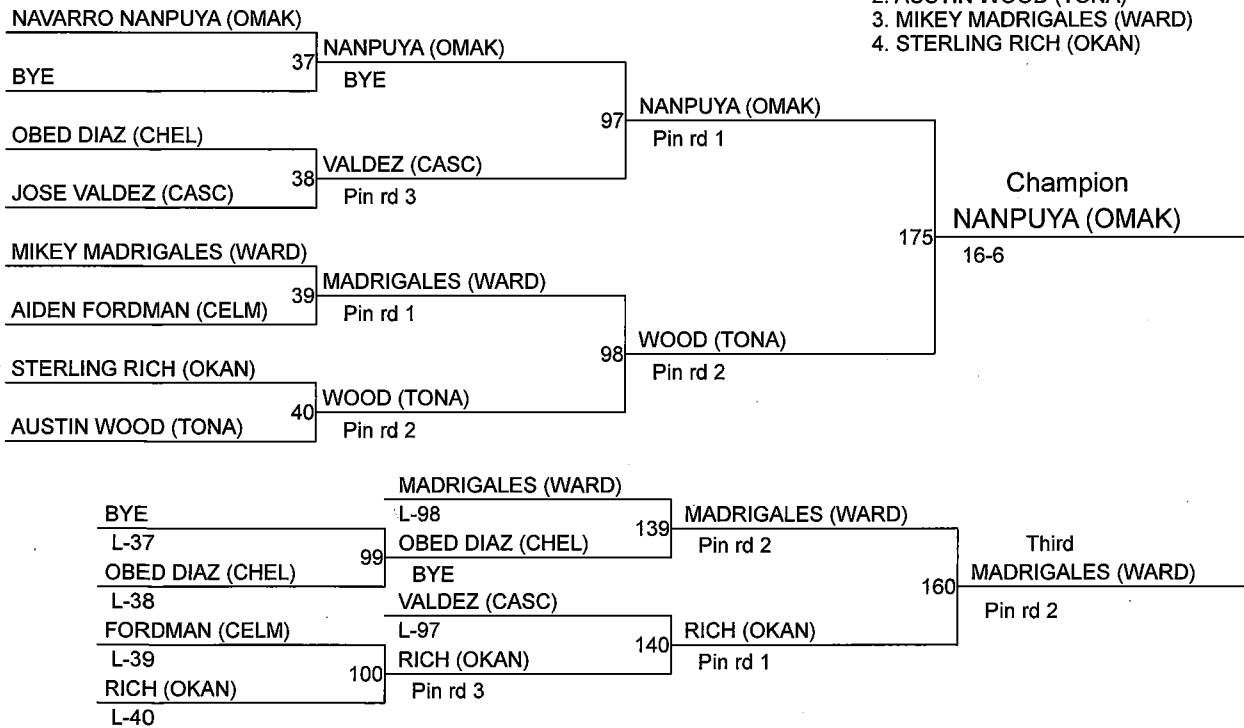 2. AUSTIN WOOD (TONA)
3. MIKEY MADRIGALES (WARD)
4. STERLING RICH (OKAN)
NAVARRO NANPUYA (OMAK)
37
NANPUYA (OMAK)
BYE
BYE
97
NANPUYA (OMAK)
Pin rd 1
OBED DIAZ (CHEL)
38
VALDEZ (CASC)
Pin rd 3
JOSE VALDEZ (CASC)
175
Champion
NANPUYA (OMAK)
16-6
MIKEY MADRIGALES (WARD)
39
MADRIGALES (WARD)
Pin rd 1
AIDEN FORDMAN (CELM)
98
WOOD (TONA)
Pin rd 2
STERLING RICH (OKAN)
40
WOOD (TONA)
Pin rd 2
AUSTIN WOOD (TONA)
MADRIGALES (WARD)
BYE
L-98
139
MADRIGALES (WARD)
L-37
99
OBED DIAZ (CHEL)
Pin rd 2
Third
OBED DIAZ (CHEL)
BYE
160
MADRIGALES (WARD)
L-38
VALDEZ (CASC)
Pin rd 2
FORDMAN (CELM)
L-97
140
RICH (OKAN)
L-39
100
RICH (OKAN)
Pin rd 1
RICH (OKAN)
Pin rd 3
L-40